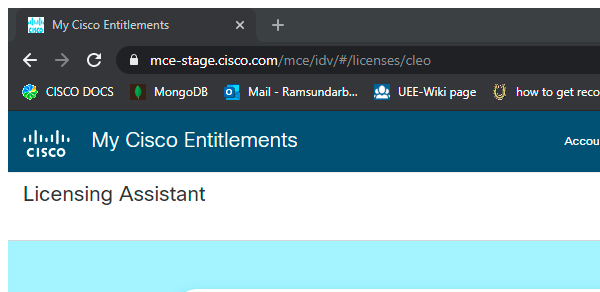 My Cisco Entitlements
mce-stage.cisco.com/mce/idv/#/licenses/cleo
CISCO DOCS MongoDB Mail - Ramsundarb... UEE-Wiki page how to get reco
CISCO My Cisco Entitlements Accou
Licensing Assistant